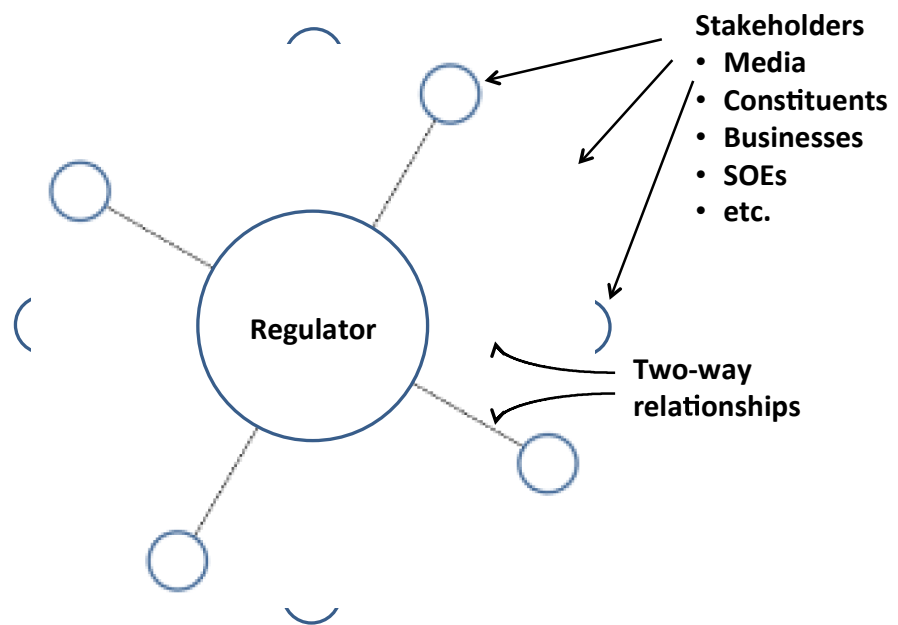 Stakeholders
• Media
• Constituents
• Businesses
• SOEs
• etc.
Regulator
Two-way
relationships